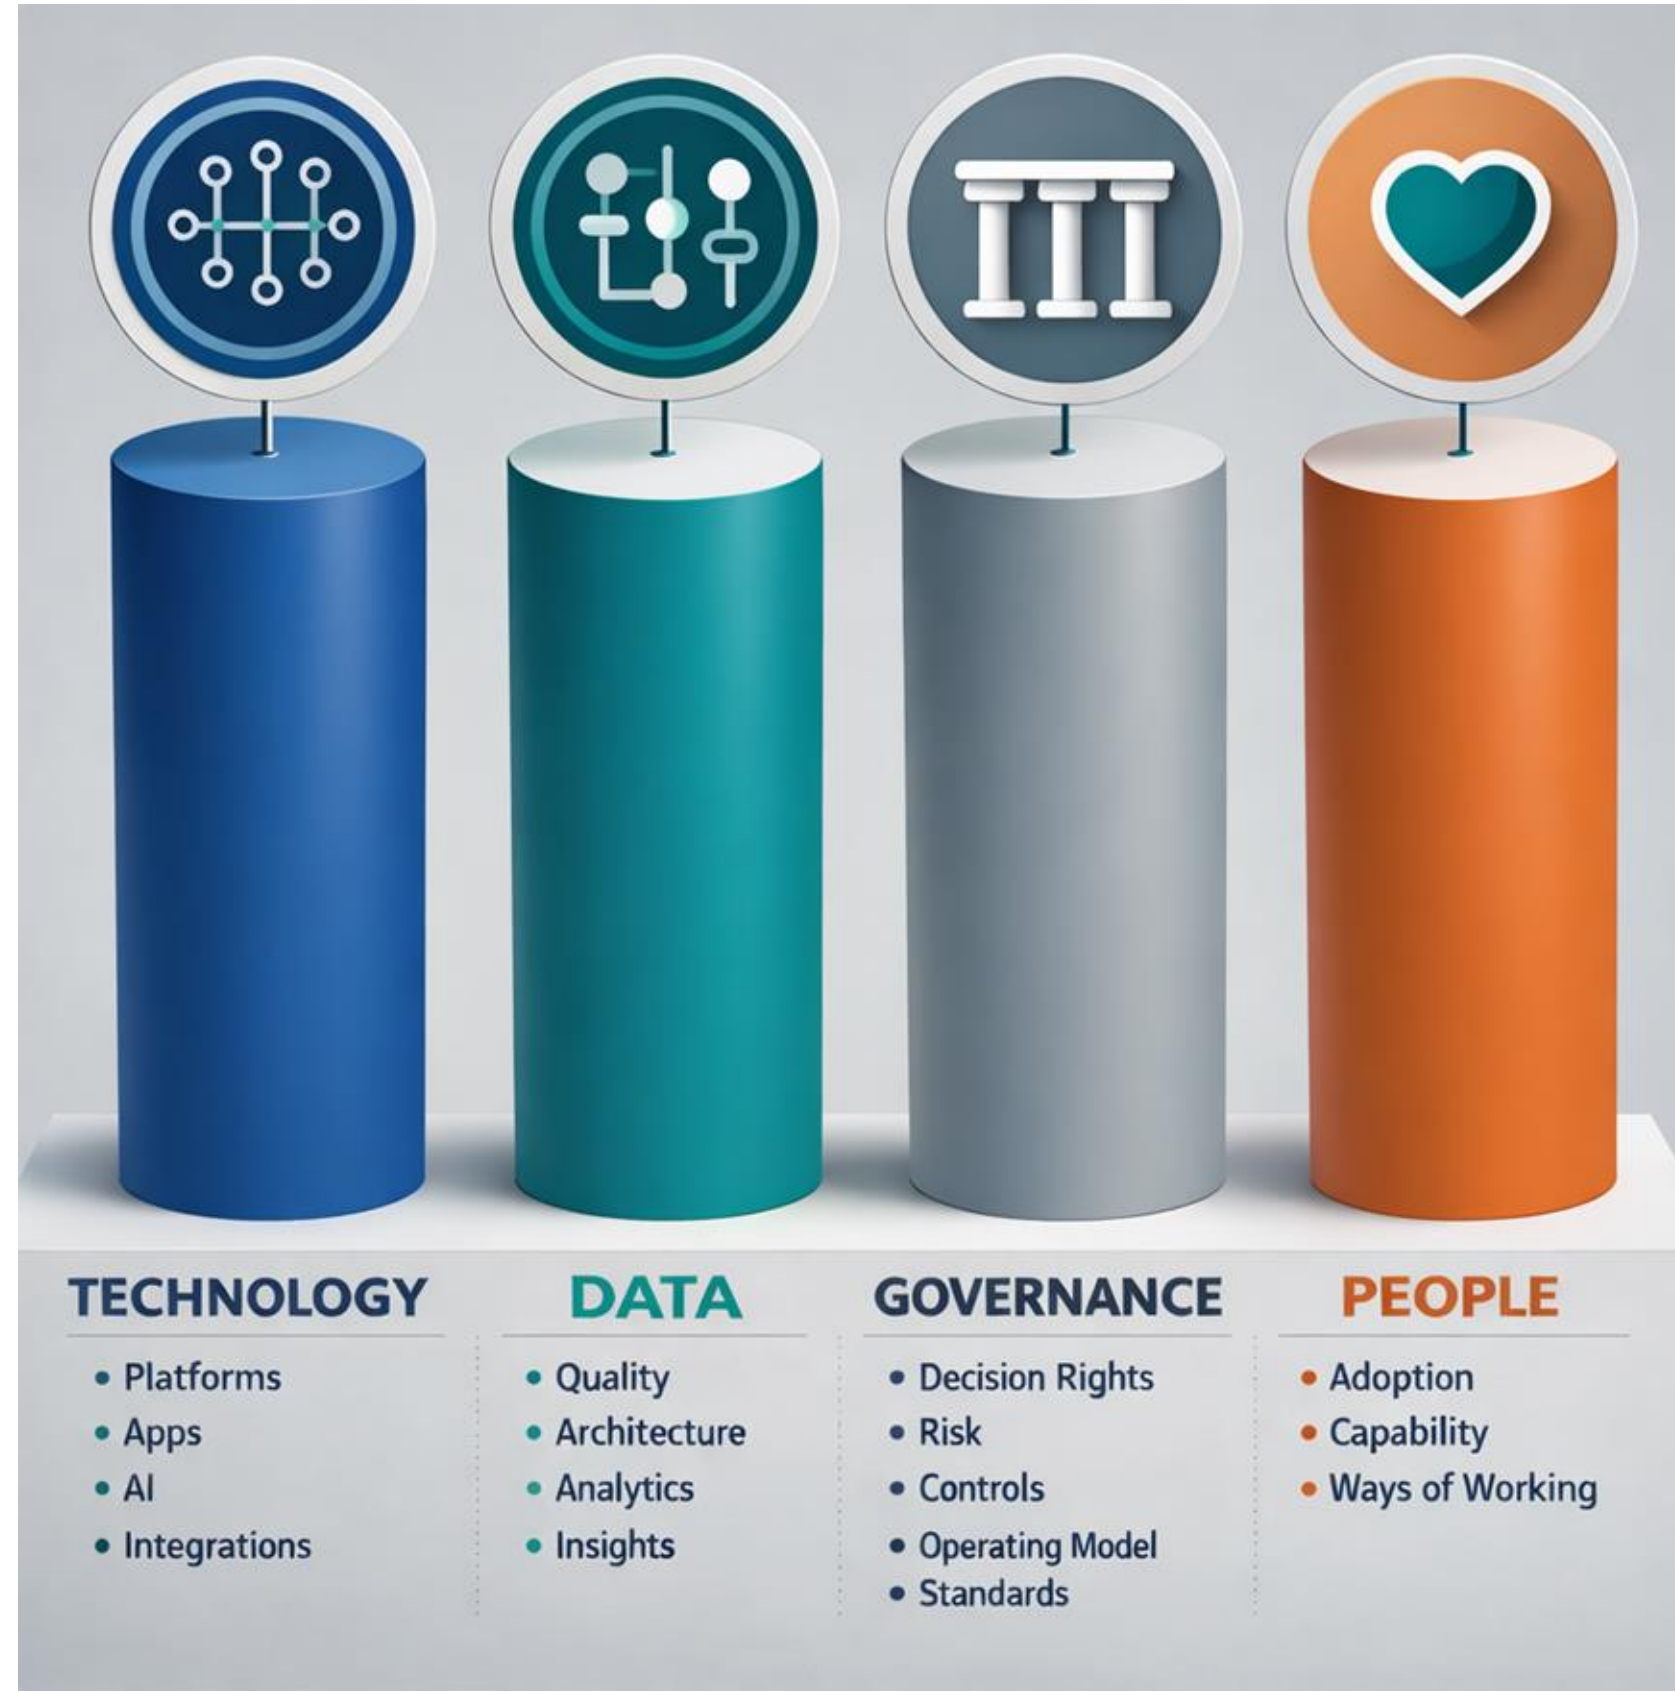 TECHNOLOGY
• Platforms
• Apps
• AI
• Integrations
DATA
• Quality
• Architecture
• Analytics
• Insights
GOVERNANCE
• Decision Rights
• Risk
• Controls
• Operating Model
• Standards
PEOPLE
• Adoption
• Capability
• Ways of Working